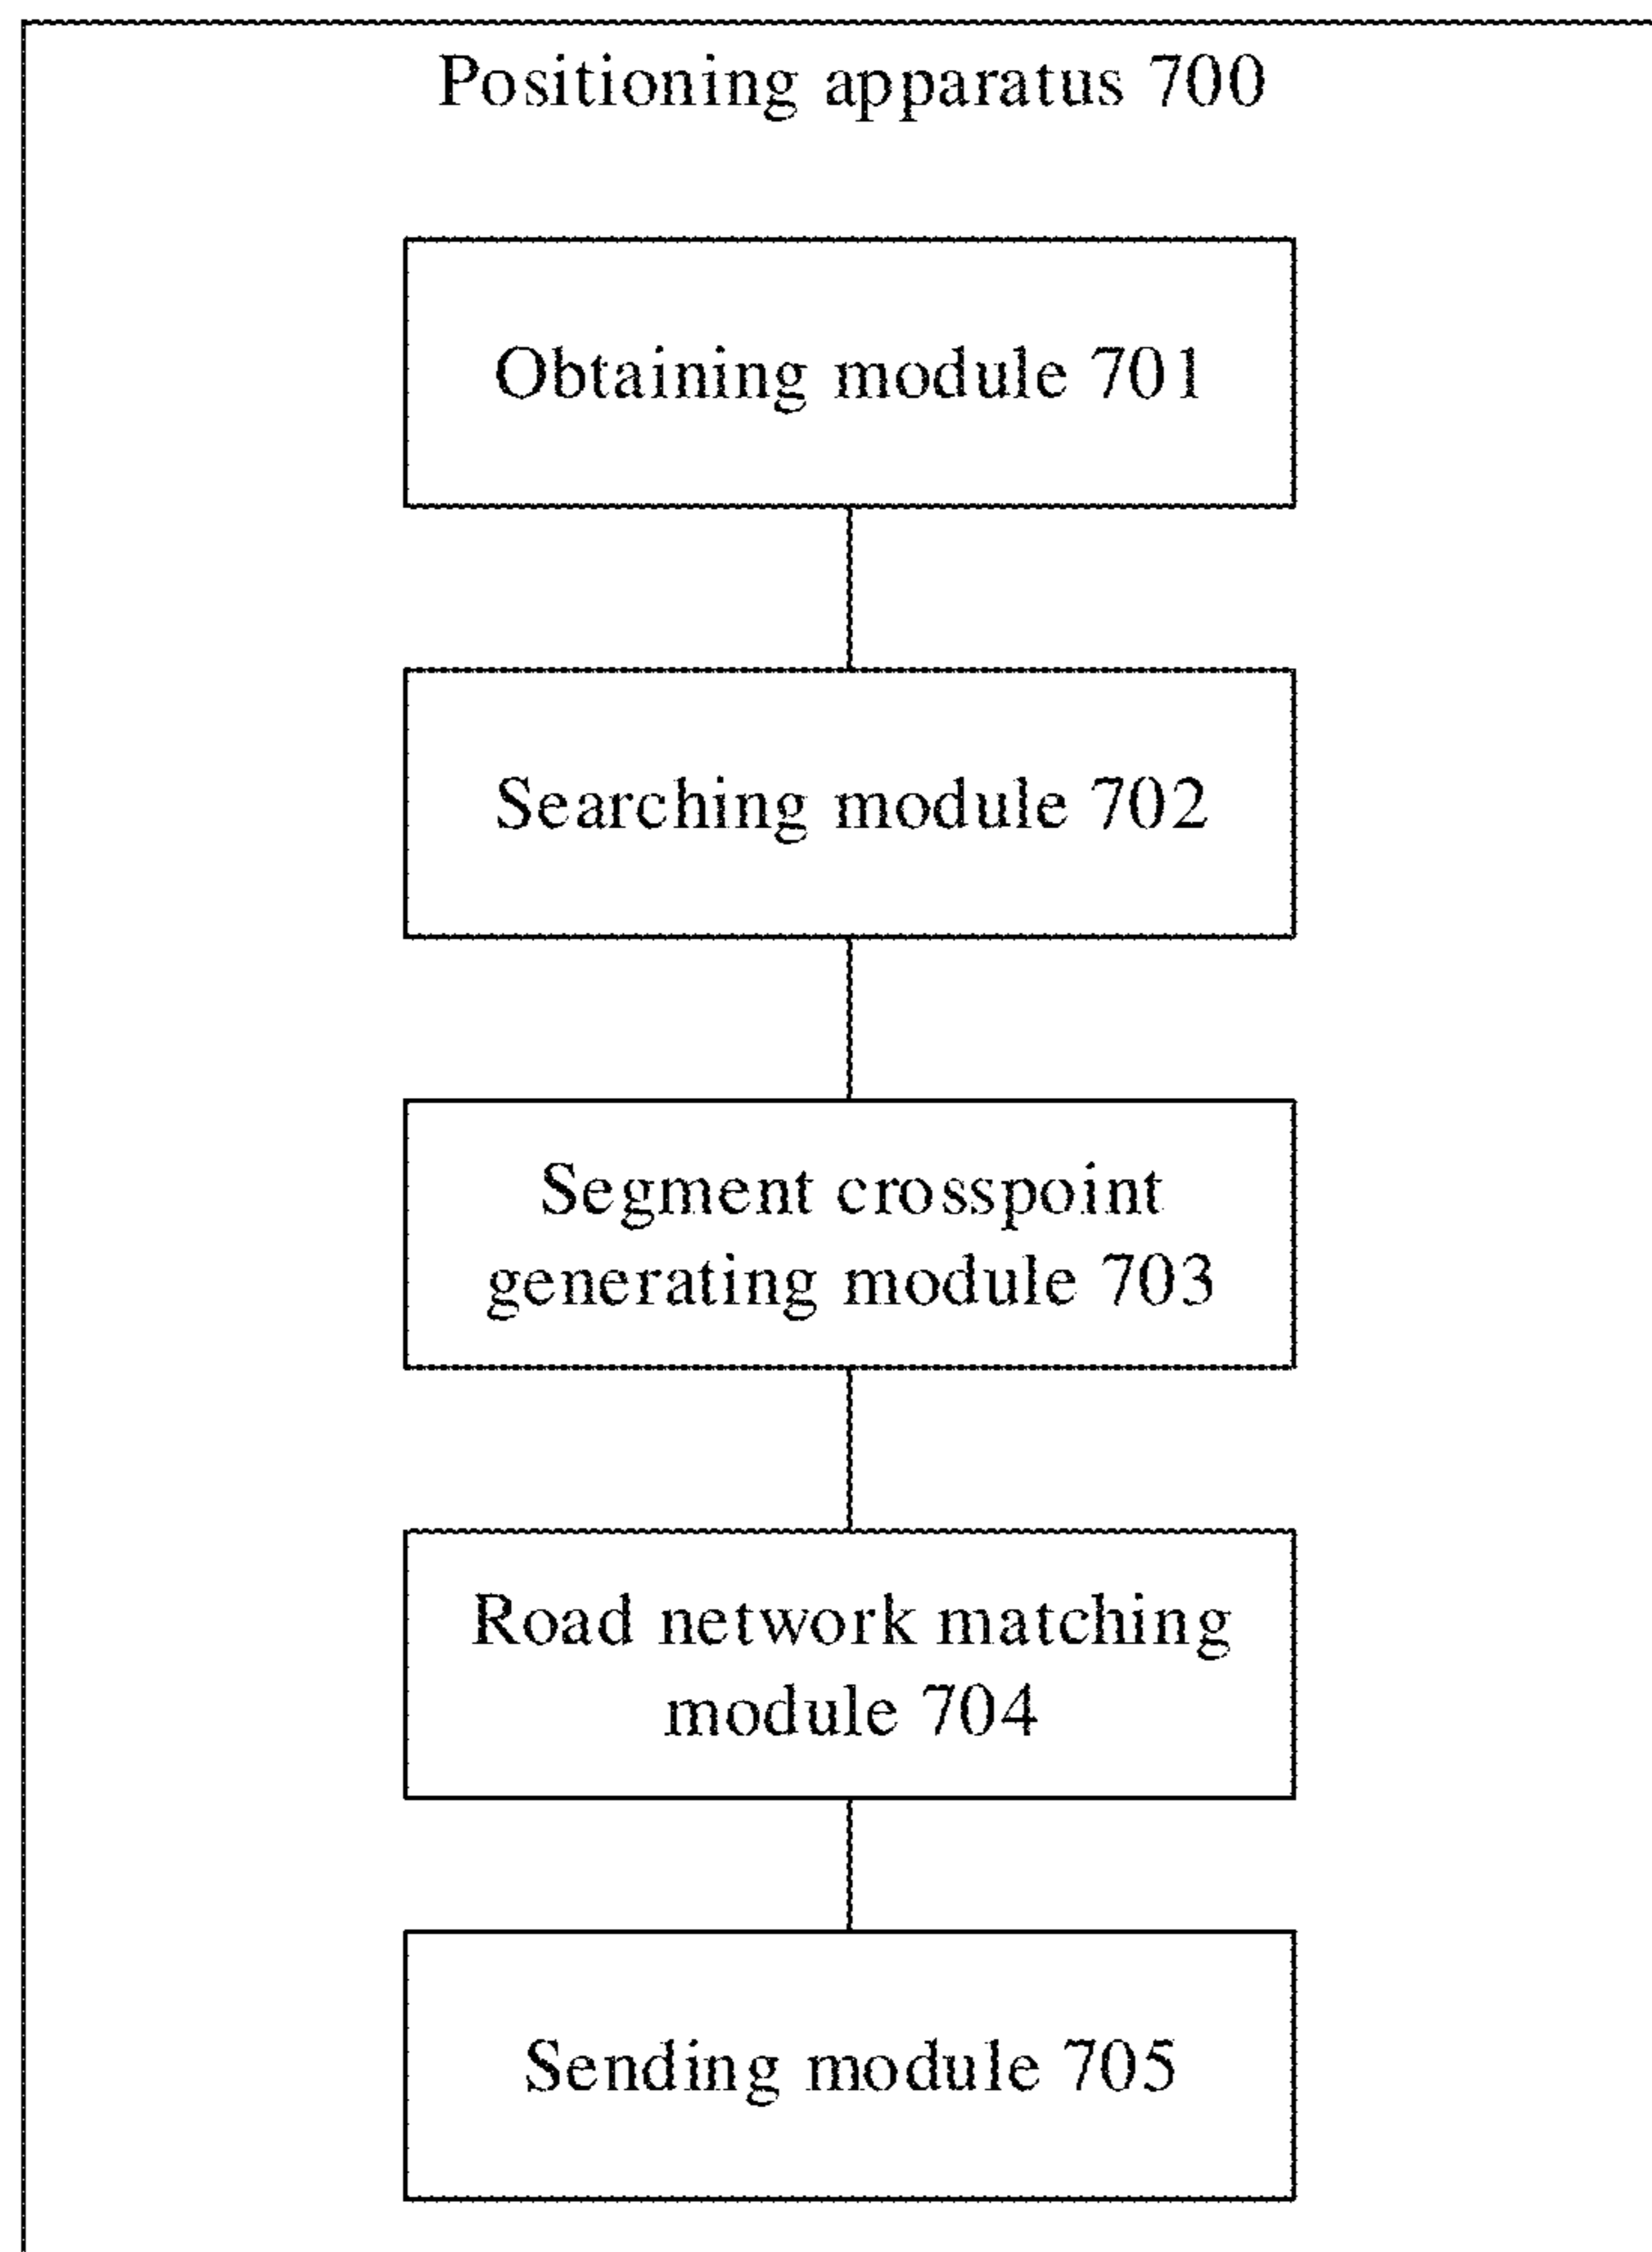 Positioning apparatus 700
Obtaining module 701
Searching module 702
Segment crosspoint
generating module 703
Road network matching
module 704
Sending module 705